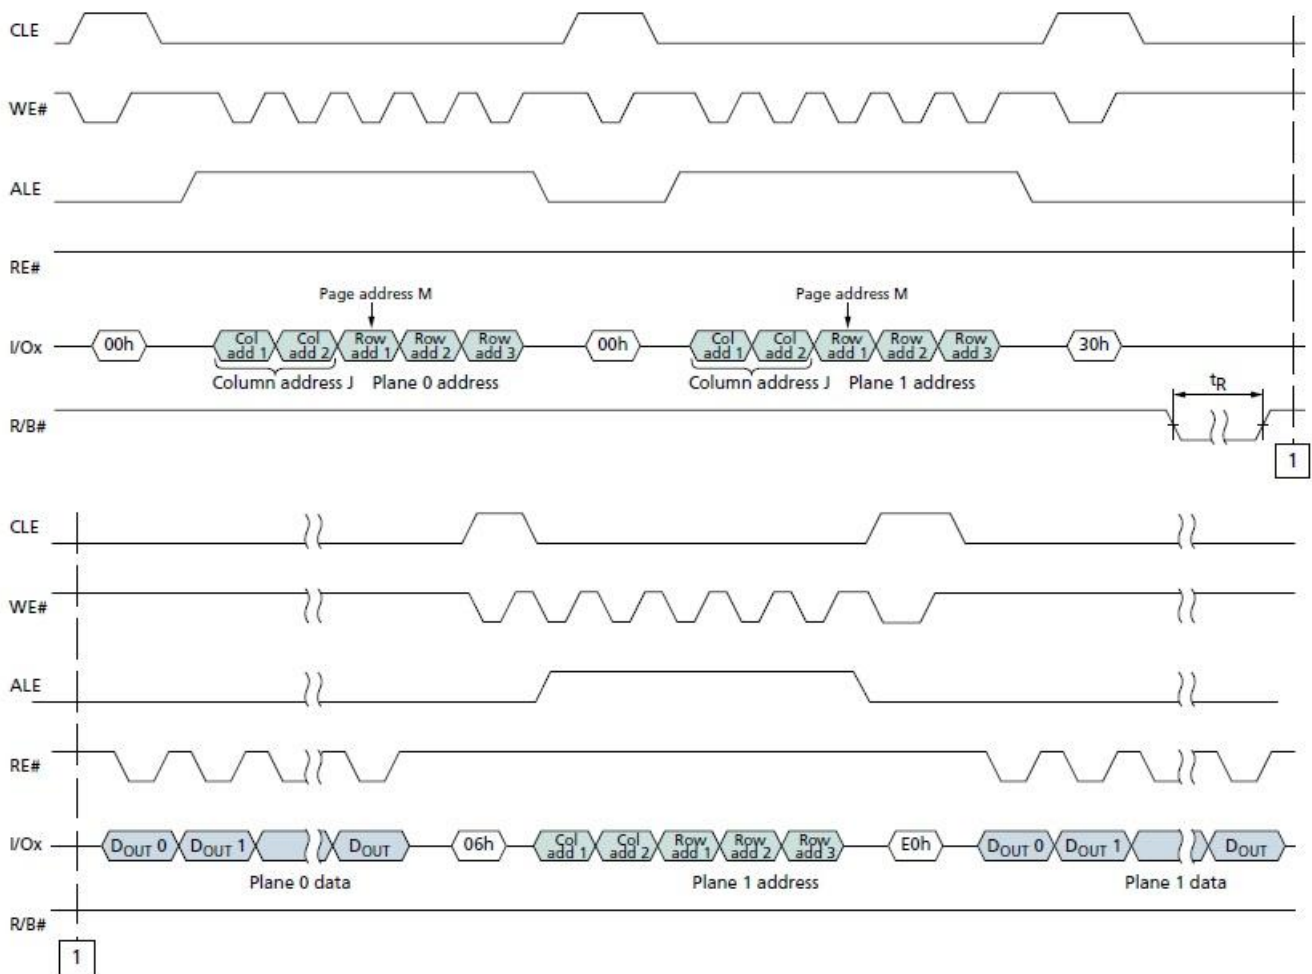 CLE
WE#
ALE
RE#
Page address M Page address M
I/Ox 00h Col add 1 Col add 2 Row add 1 Row add 2 Row add 3 00h Col add 1 Col add 2 Row add 1 Row add 2 Row add 3 30h
Column address J Plane 0 address Column address J Plane 1 address
tR
R/B#
1
CLE
WE#
ALE
RE#
I/Ox DOUT 0 DOUT 1 DOUT 06h Col add 1 Col add 2 Row add 1 Row add 2 Row add 3 E0h DOUT 0 DOUT 1 DOUT
Plane 0 data Plane 1 address Plane 1 data
R/B#
1